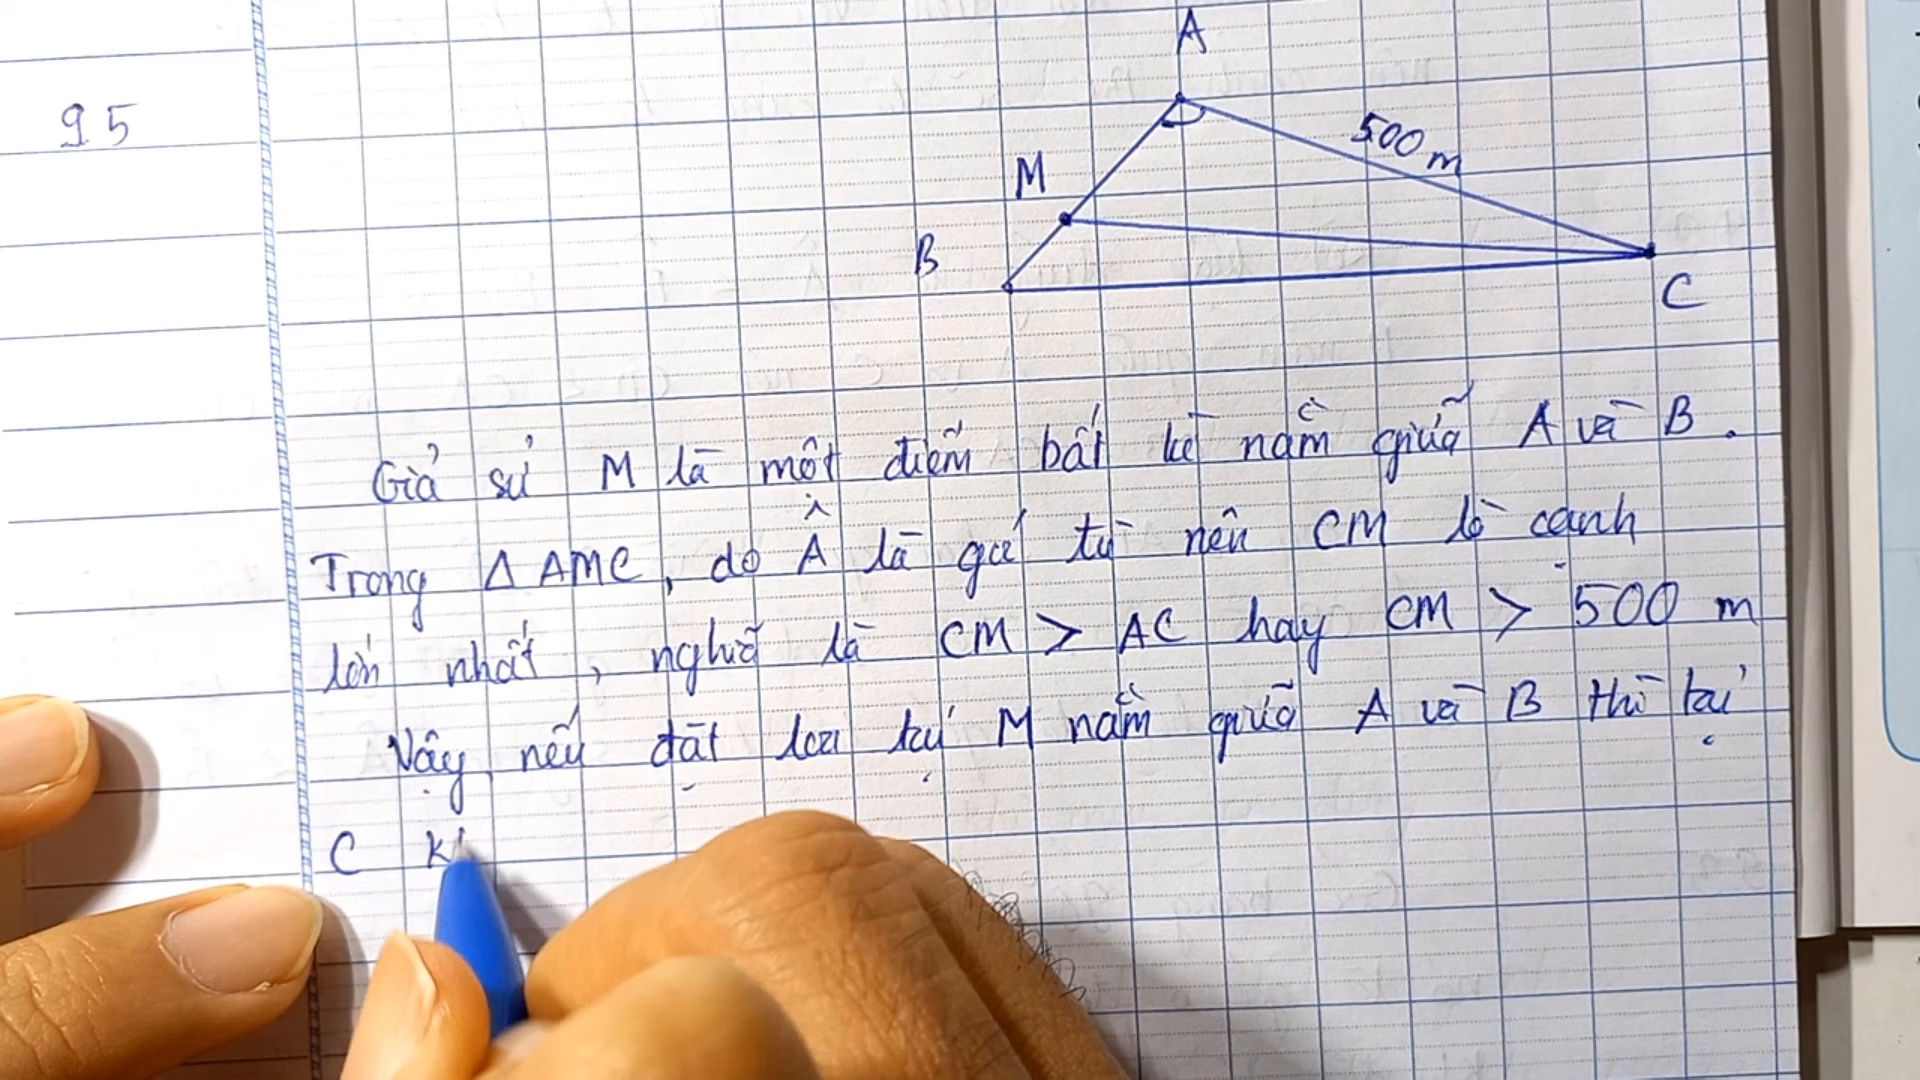 A
9.5
500 m
M
B
C
Giả sử M là một điểm bất kì nằm giữa A và B.
Trong Δ AMC, do Â là góc tù nên CM là cạnh
lớn nhất, nghĩa là CM > AC hay CM > 500 m
Vậy nếu đặt loa tại M nằm giữa A và B thì tại
C k